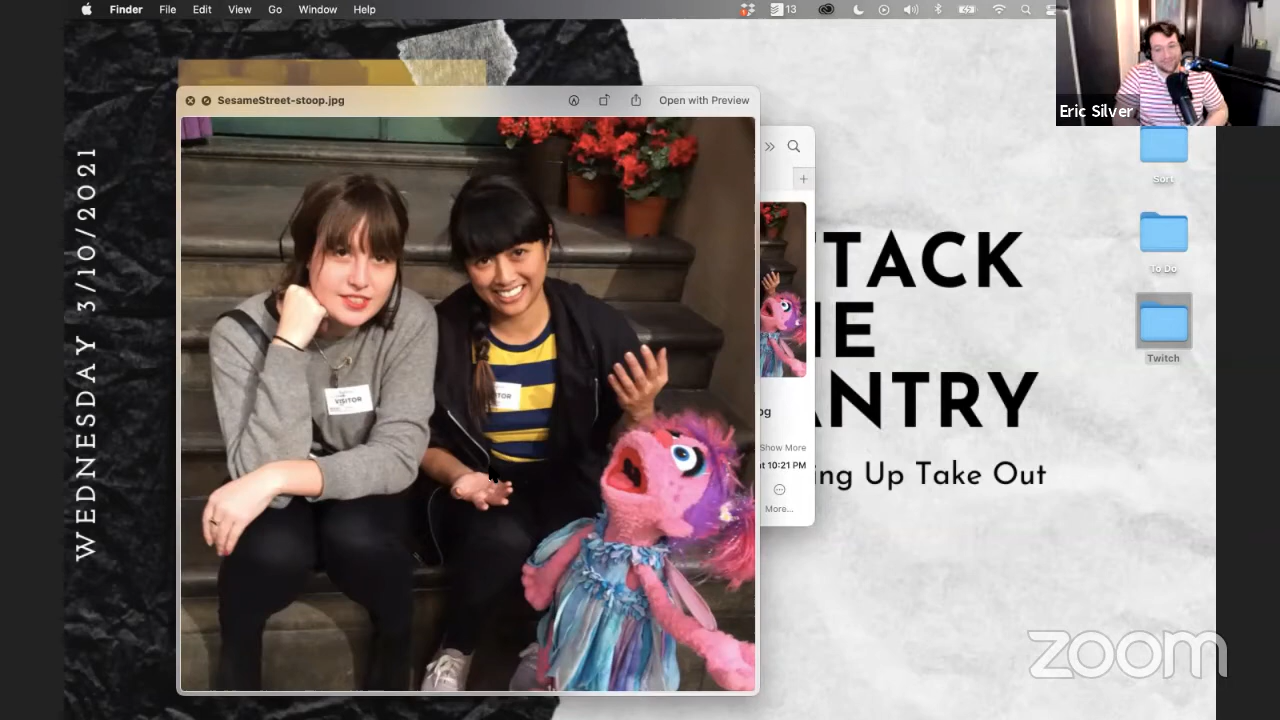 Finder File Edit View Go Window Help
13
Eric Silver
SesameStreet-stoop.jpg
Open with Preview
WEDNESDAY 3/10/2021
VISITOR
TACK
ANTRY
ing Up Take Out
Show More
at 10:21 PM
More...
Sort
To Do
Twitch
zoom